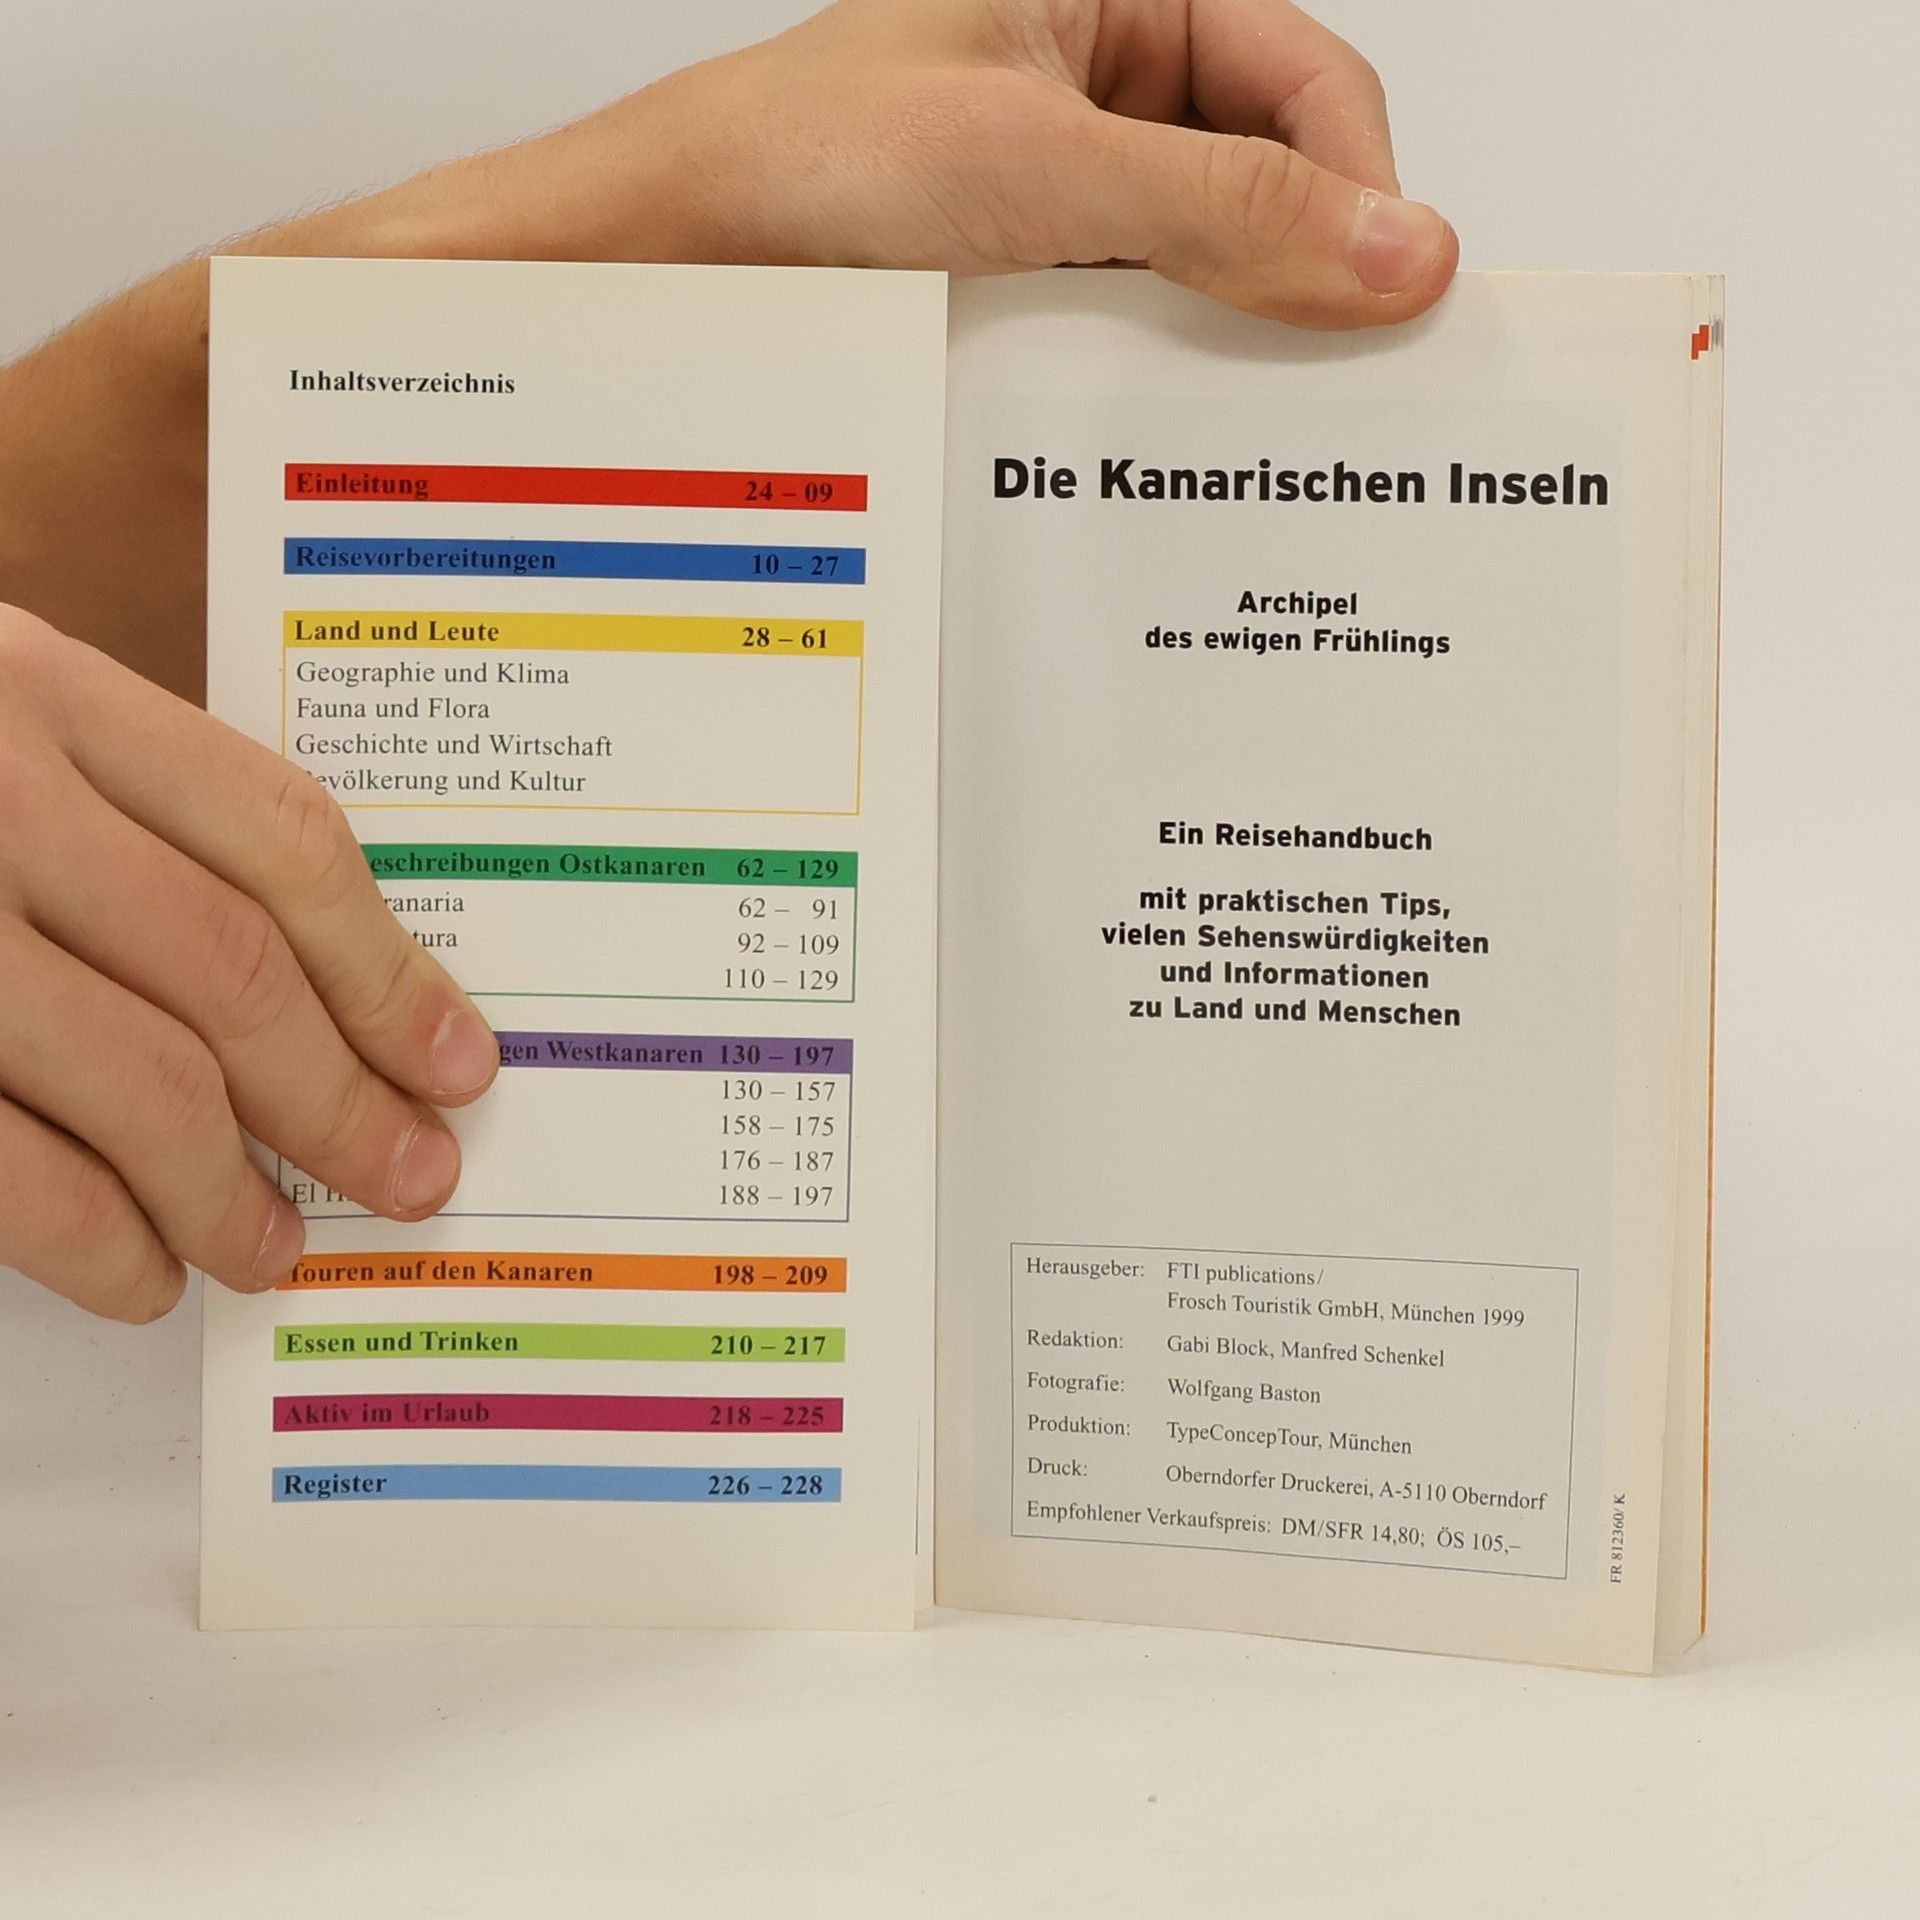 Inhaltsverzeichnis
Einleitung 24 – 09
Reisevorbereitungen 10 – 27
Land und Leute 28 – 61
Geographie und Klima
Fauna und Flora
Geschichte und Wirtschaft
evölkerung und Kultur
eschreibungen Ostkanaren 62 – 129
anaria 62 – 91
tura 92 – 109
110 – 129
gen Westkanaren 130 – 197
130 – 157
158 – 175
176 – 187
El 188 – 197
Touren auf den Kanaren 198 – 209
Essen und Trinken 210 – 217
Aktiv im Urlaub 218 – 225
Register 226 – 228
Die Kanarischen Inseln
Archipel
des ewigen Frühlings
Ein Reisehandbuch
mit praktischen Tips,
vielen Sehenswürdigkeiten
und Informationen
zu Land und Menschen
Herausgeber: FTI publications/
Frosch Touristik GmbH, München 1999
Redaktion: Gabi Block, Manfred Schenkel
Fotografie: Wolfgang Baston
Produktion: TypeConcepTour, München
Druck: Oberndorfer Druckerei, A-5110 Oberndorf
Empfohlener Verkaufspreis: DM/SFR 14,80; ÖS 105,–
FR 812360/ K